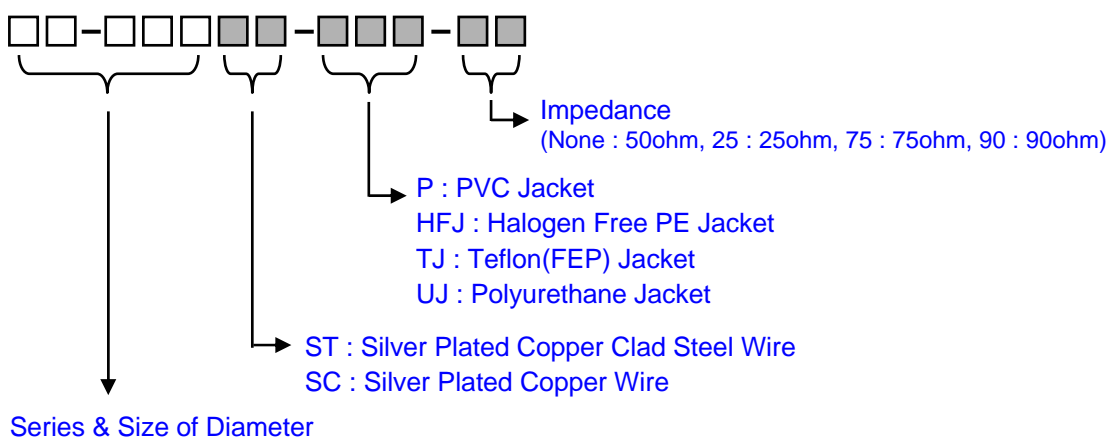 Impedance
(None : 50ohm, 25 : 25ohm, 75 : 75ohm, 90 : 90ohm)
P : PVC Jacket
HFJ : Halogen Free PE Jacket
TJ : Teflon(FEP) Jacket
UJ : Polyurethane Jacket
ST : Silver Plated Copper Clad Steel Wire
SC : Silver Plated Copper Wire
Series & Size of Diameter